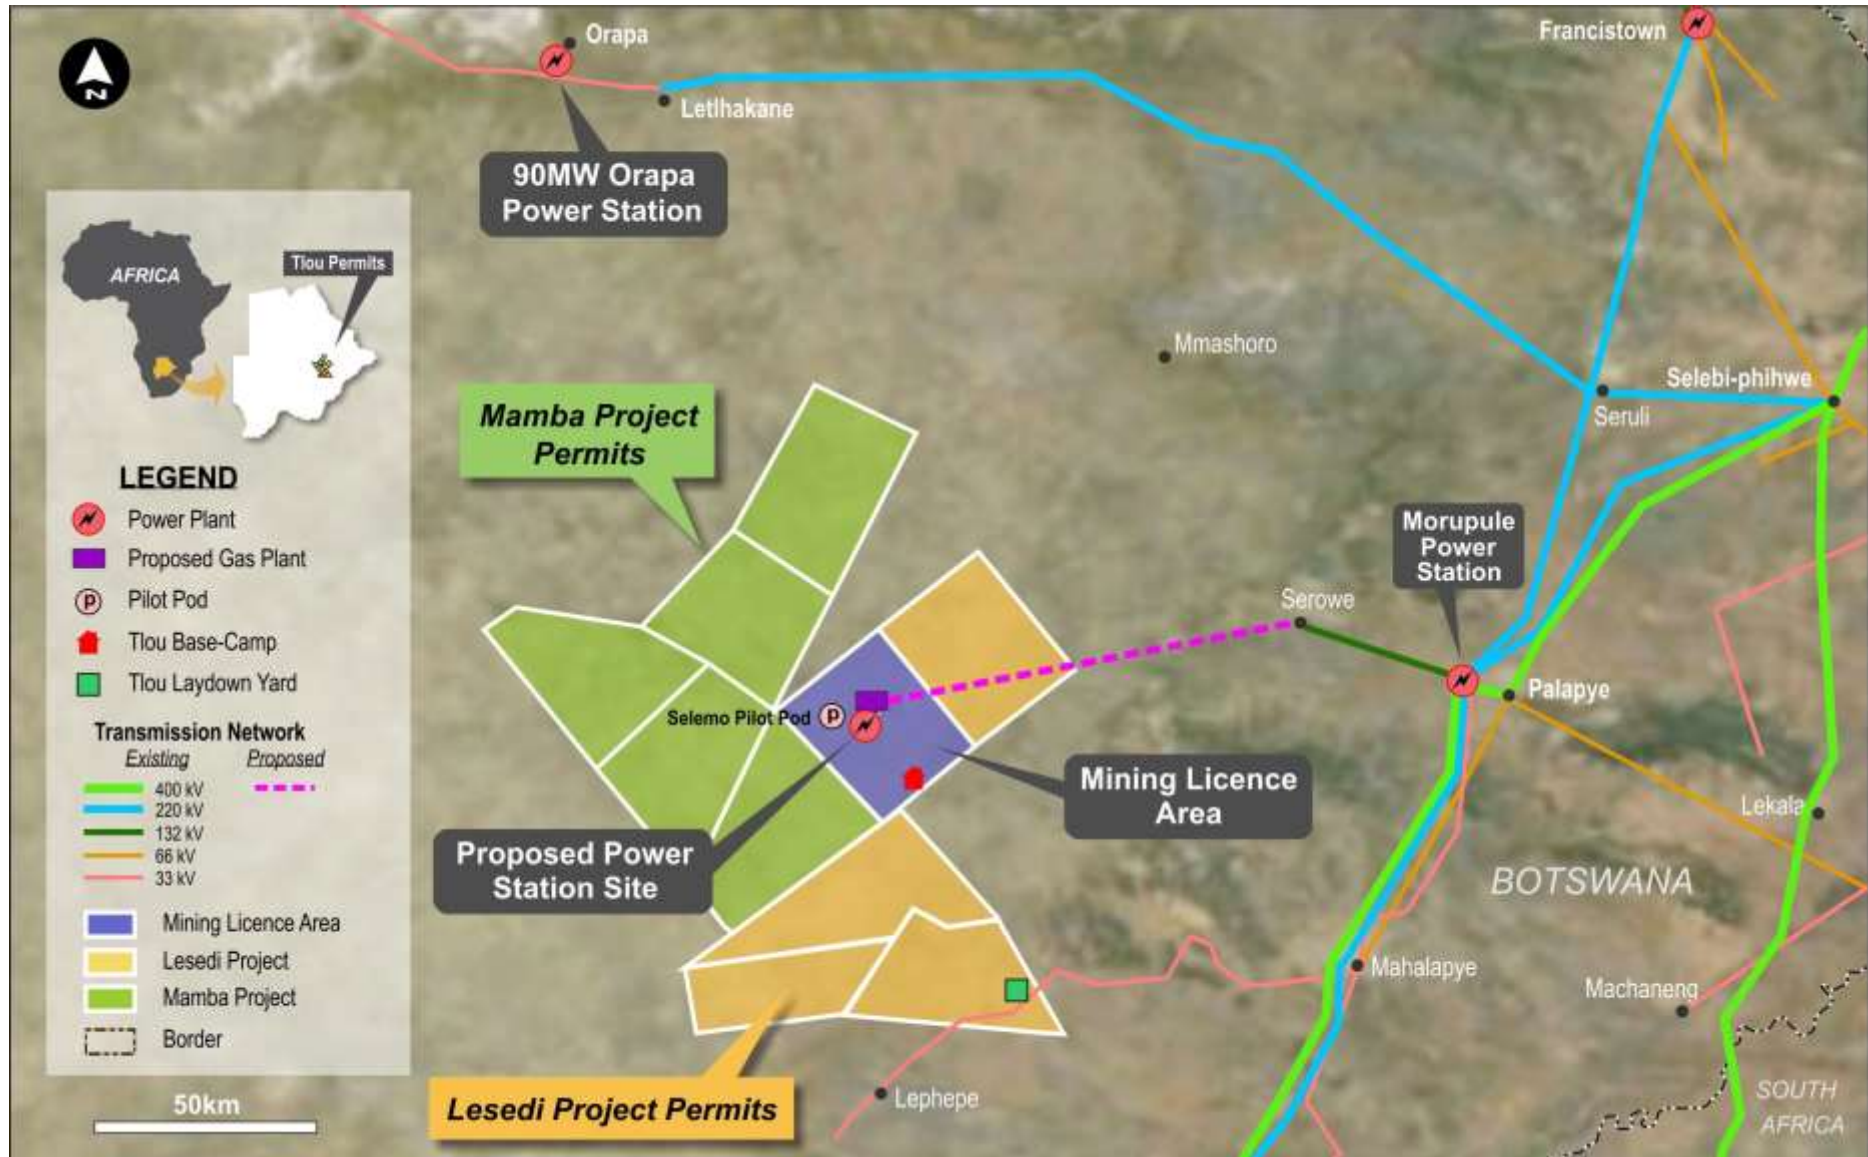 N
Orapa
Letlhakane
90MW Orapa
Power Station
Francistown
AFRICA
Tlou Permits
Mmashoro
Selebi-phihwe
Seruli
Mamba Project
Permits
LEGEND
Power Plant
Proposed Gas Plant
P
Pilot Pod
Tlou Base-Camp
Tlou Laydown Yard
Transmission Network
Existing Proposed
400 kV
220 kV
132 kV
66 kV
33 kV
Mining Licence Area
Lesedi Project
Mamba Project
Border
50km
Morupule
Power
Station
Serowe
Palapye
Selemo Pilot Pod
P
Mining Licence
Area
Lekala
Proposed Power
Station Site
BOTSWANA
Mahalapye
Machaneng
Lephepe
Lesedi Project Permits
SOUTH
AFRICA